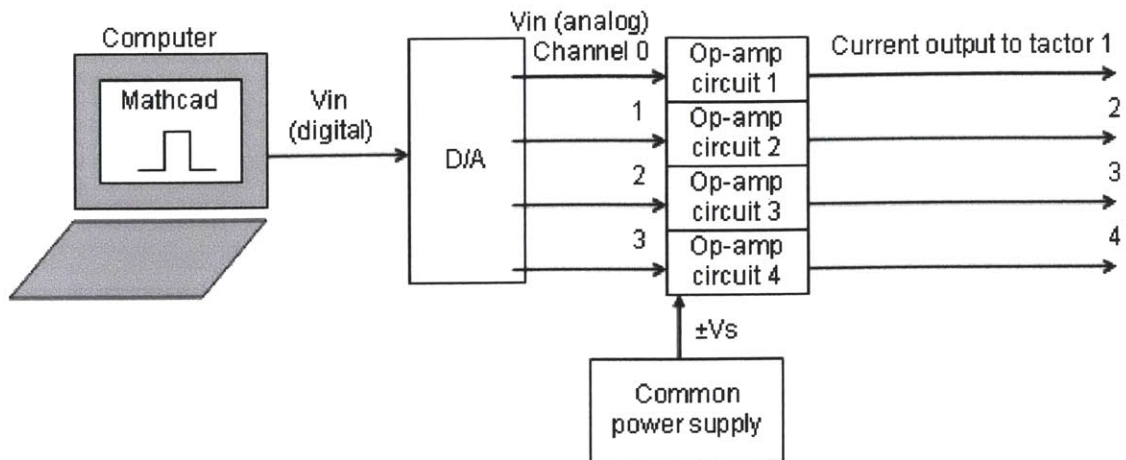 Computer
Mathcad
Vin
(digital)
D/A
Vin (analog)
Channel 0
1
2
3
Op-amp
circuit 1
Op-amp
circuit 2
Op-amp
circuit 3
Op-amp
circuit 4
Current output to tactor 1
2
3
4
±Vs
Common
power supply